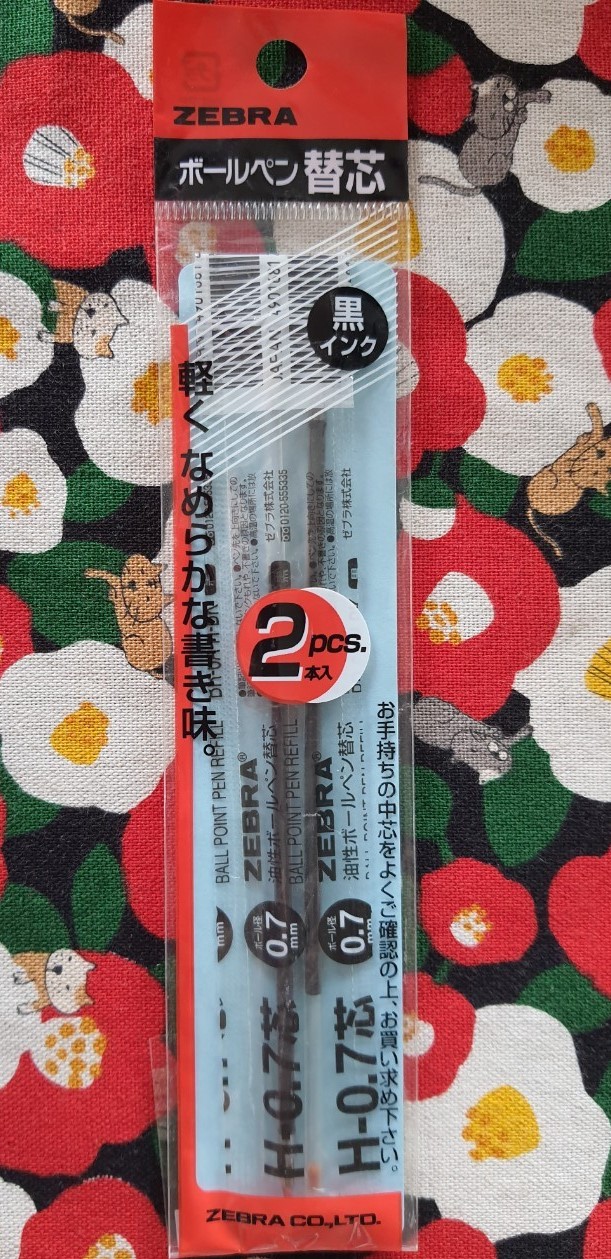 ZEBRA
ボールペン替芯
黒
インク
軽くなめらかな書き味。
2
pcs.
本入
お手持ちの中芯をよくご確認の上、お買い求め下さい。
ゼブラ株式会社
0120-555335
ゼブラ株式会社
BALL POINT PEN REFILL
ZEBRA®
油性ボールペン替芯
BALL POINT PEN REFILL
ZEBRA®
油性ボールペン替芯
mm
ボール径
0.7
mm
ボール径
0.7
mm
H-0.7芯
H-0.7芯
ZEBRA CO.,LTD.